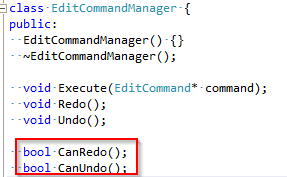 class EditCommandManager {
public:
EditCommandManager() {}
~EditCommandManager();
void Execute(EditCommand* command);
void Redo();
void Undo();
bool CanRedo();
bool CanUndo();